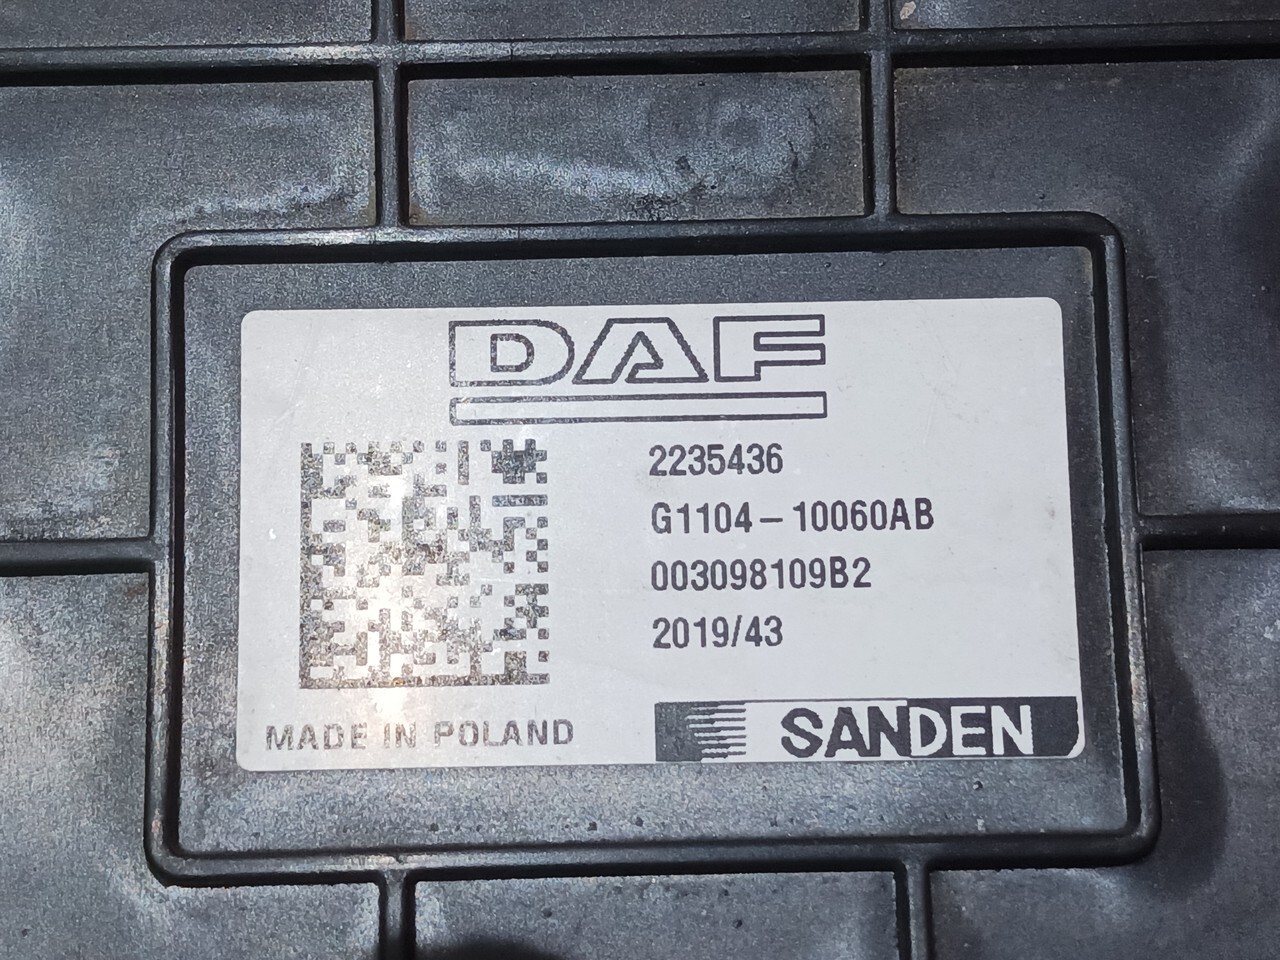 DAF
2235436
G1104-10060AB
003098109B2
2019/43
MADE IN POLAND
SANDEN